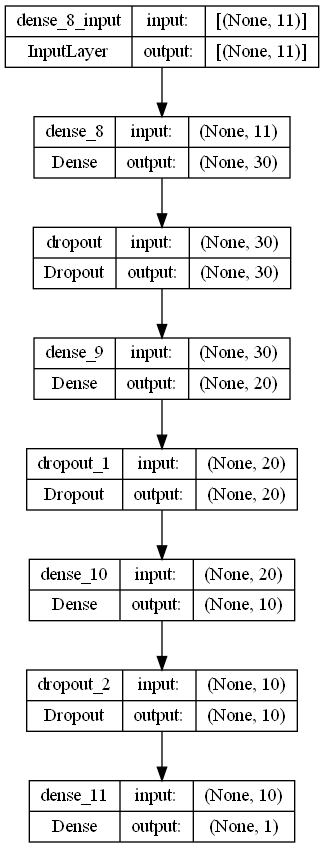 dense_8_input input: [(None, 11)]
InputLayer output: [(None, 11)]
dense_8 input: (None, 11)
Dense output: (None, 30)
dropout input: (None, 30)
Dropout output: (None, 30)
dense_9 input: (None, 30)
Dense output: (None, 20)
dropout_1 input: (None, 20)
Dropout output: (None, 20)
dense_10 input: (None, 20)
Dense output: (None, 10)
dropout_2 input: (None, 10)
Dropout output: (None, 10)
dense_11 input: (None, 10)
Dense output: (None, 1)